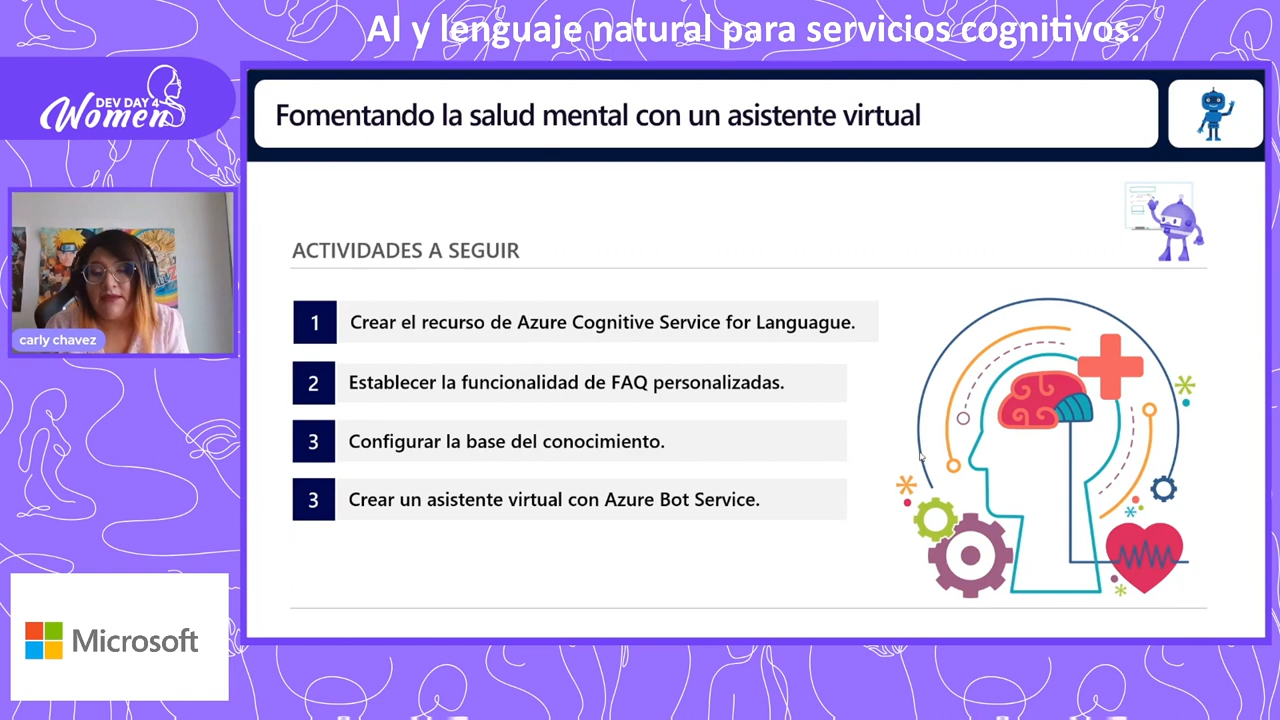 AI y lenguaje natural para servicios cognitivos.
DEV DAY 4
Women
Fomentando la salud mental con un asistente virtual
carly chavez
ACTIVIDADES A SEGUIR
1 Crear el recurso de Azure Cognitive Service for Languague.
2 Establecer la funcionalidad de FAQ personalizadas.
3 Configurar la base del conocimiento.
3 Crear un asistente virtual con Azure Bot Service.
Microsoft